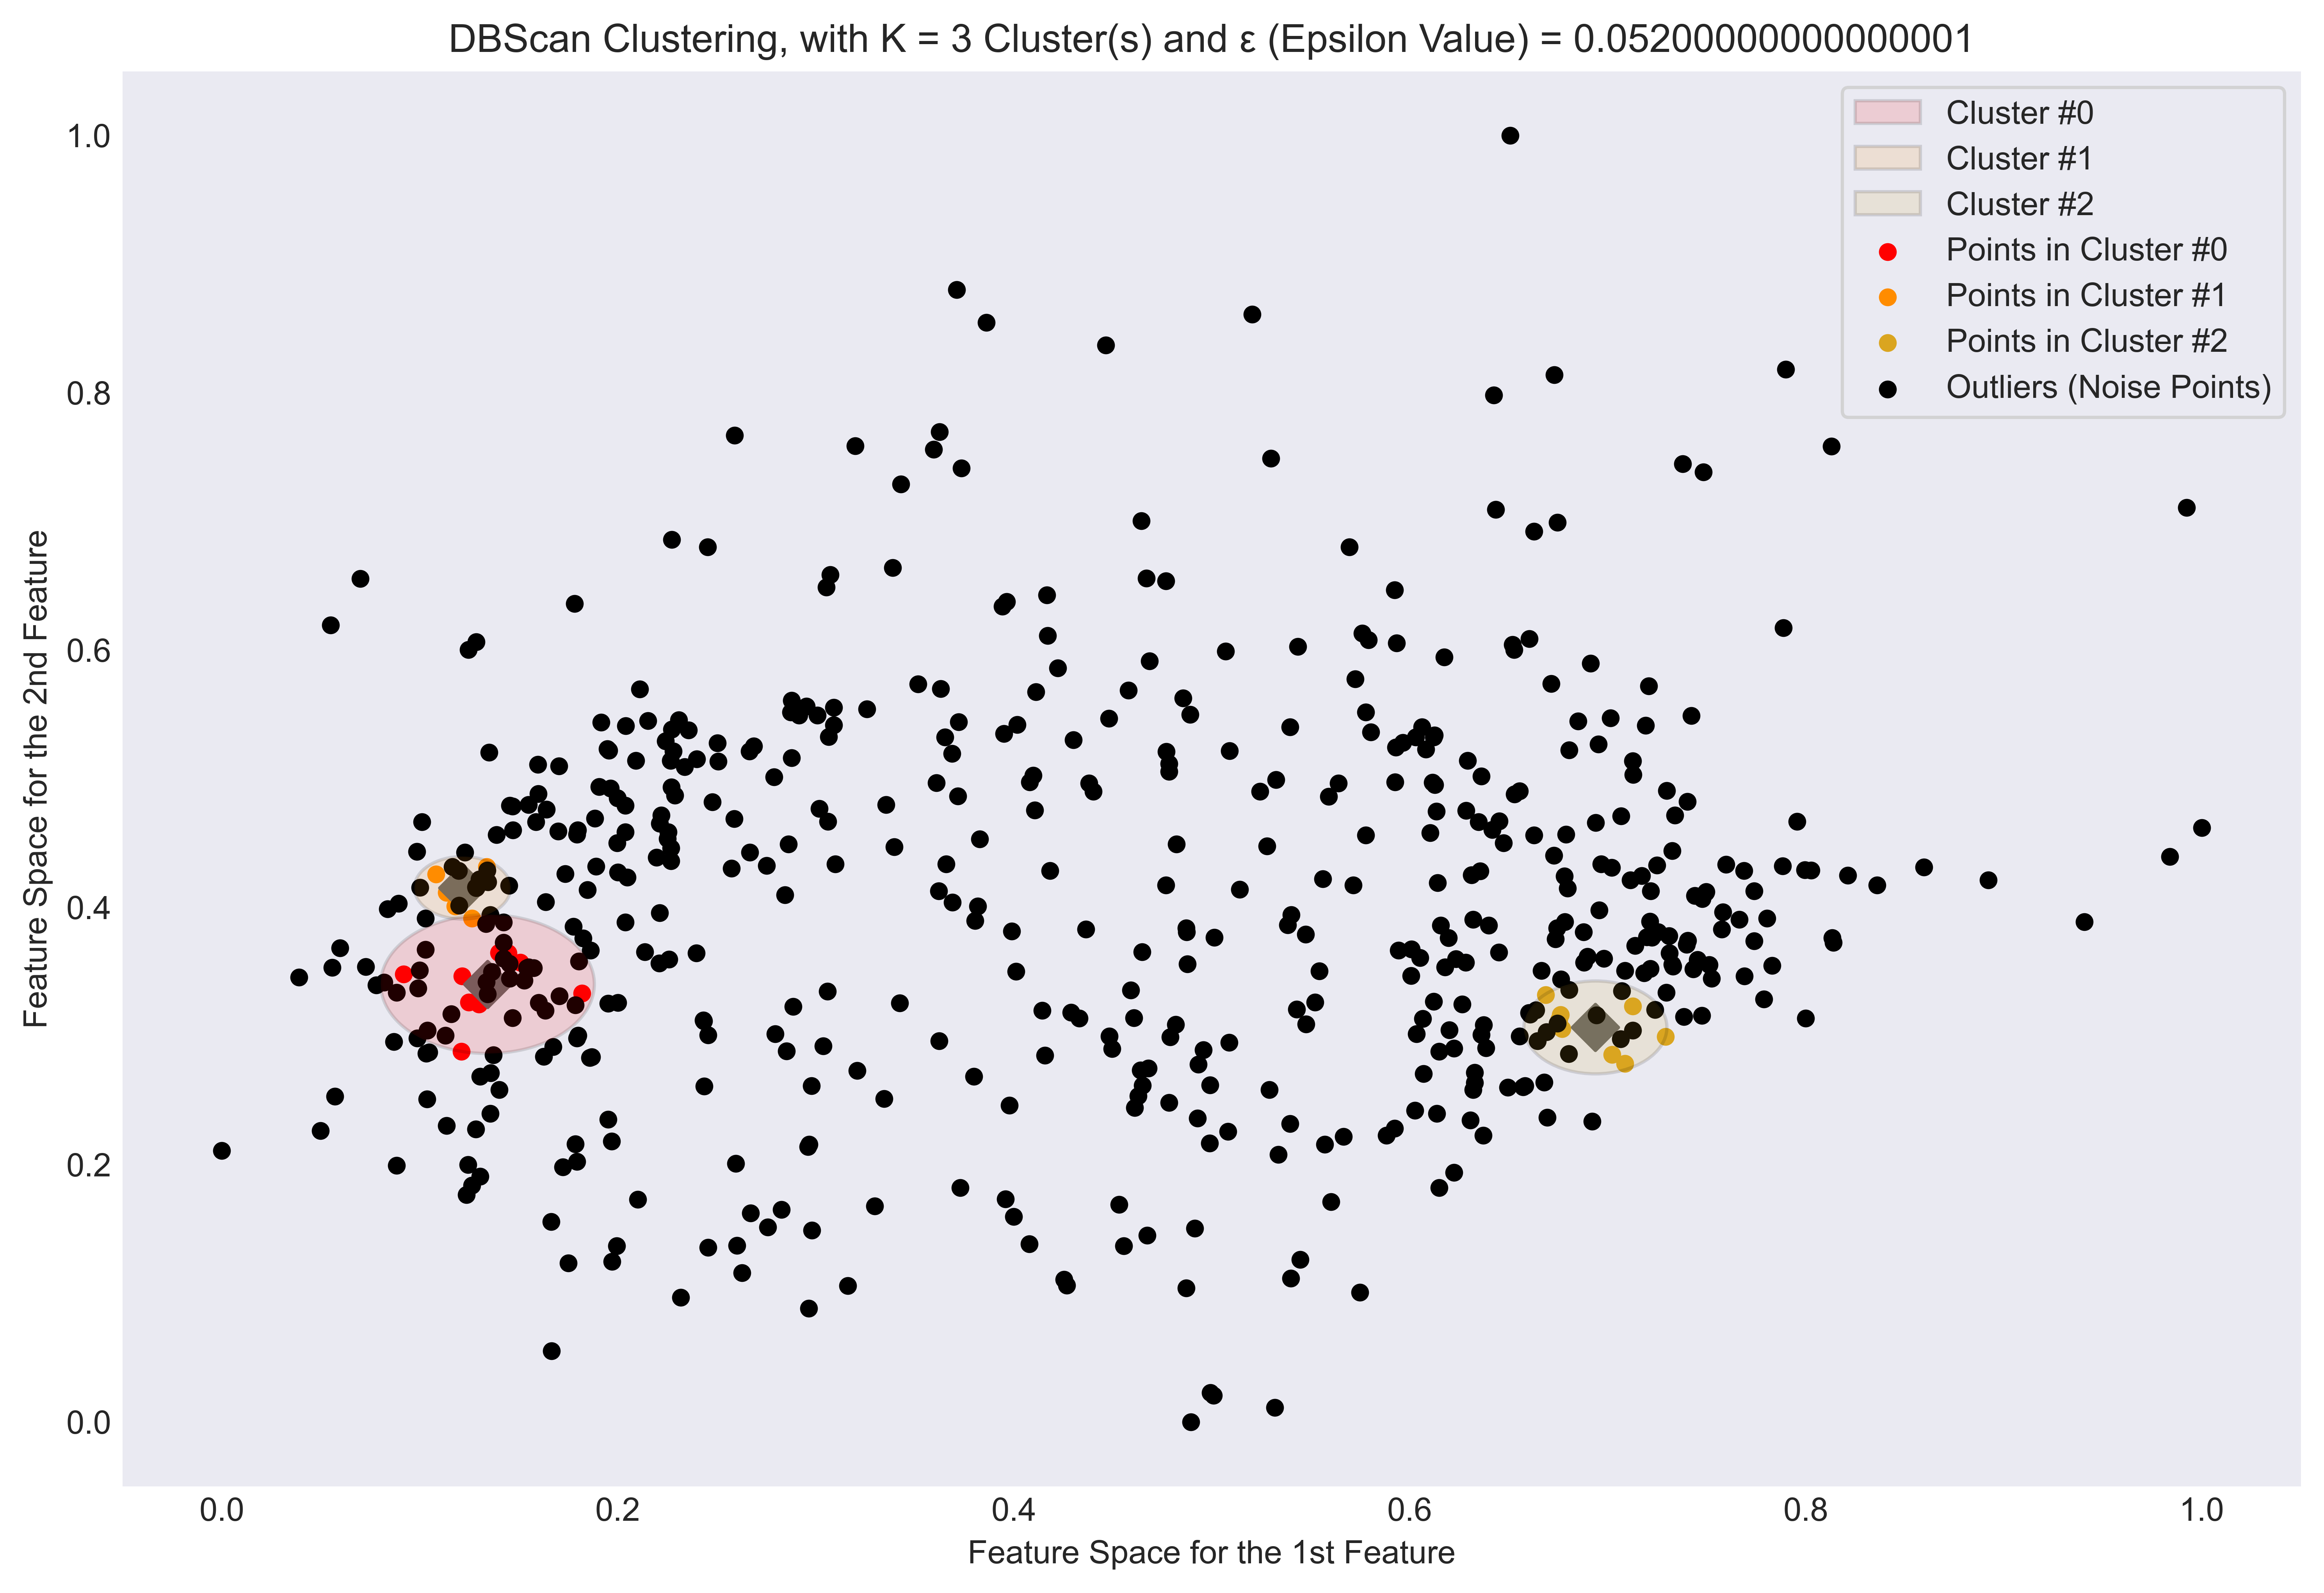 DBScan Clustering, with K = 3 Cluster(s) and ε (Epsilon Value) = 0.05200000000000001
Cluster #0
Cluster #1
Cluster #2
Points in Cluster #0
Points in Cluster #1
Points in Cluster #2
Outliers (Noise Points)
1.0
0.8
0.6
0.4
0.2
0.0
Feature Space for the 2nd Feature
0.0
0.2
0.4
0.6
0.8
1.0
Feature Space for the 1st Feature